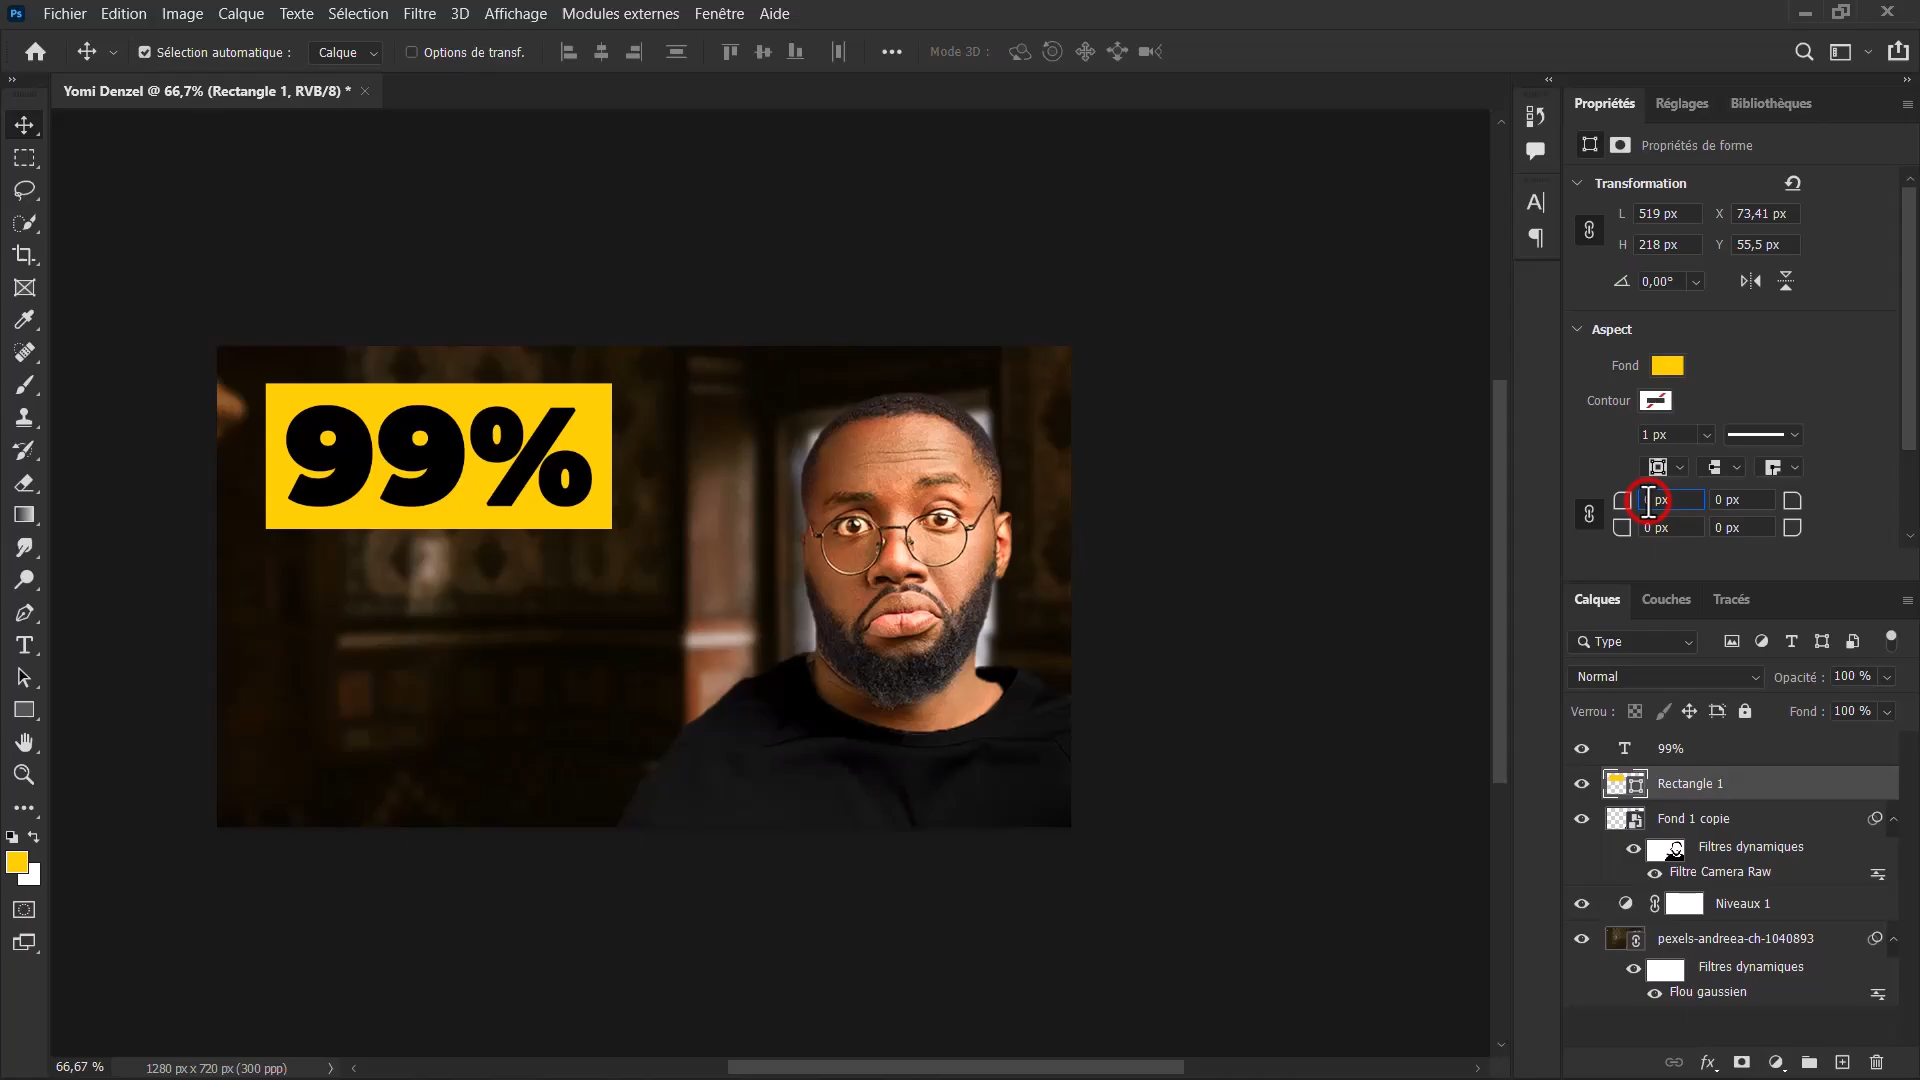 Ps Fichier Edition Image Calque Texte Sélection Filtre 3D Affichage Modules externes Fenêtre Aide
Sélection automatique : Calque Options de transf. Mode 3D :
Yomi Denzel @ 66,7% (Rectangle 1, RVB/8) *
Propriétés Réglages Bibliothèques
Propriétés de forme
Transformation
L 519 px X 73,41 px
H 218 px Y 55,5 px
0,00°
Aspect
Fond
Contour
1 px
px 0 px
0 px 0 px
99%
Calques Couches Tracés
Type
Normal Opacité : 100 %
Verrou : Fond : 100 %
T 99%
Rectangle 1
Fond 1 copie
Filtres dynamiques
Filtre Camera Raw
Niveaux 1
pexels-andreea-ch-1040893
Filtres dynamiques
Flou gaussien
66,67 % 1280 px x 720 px (300 ppp)
fx